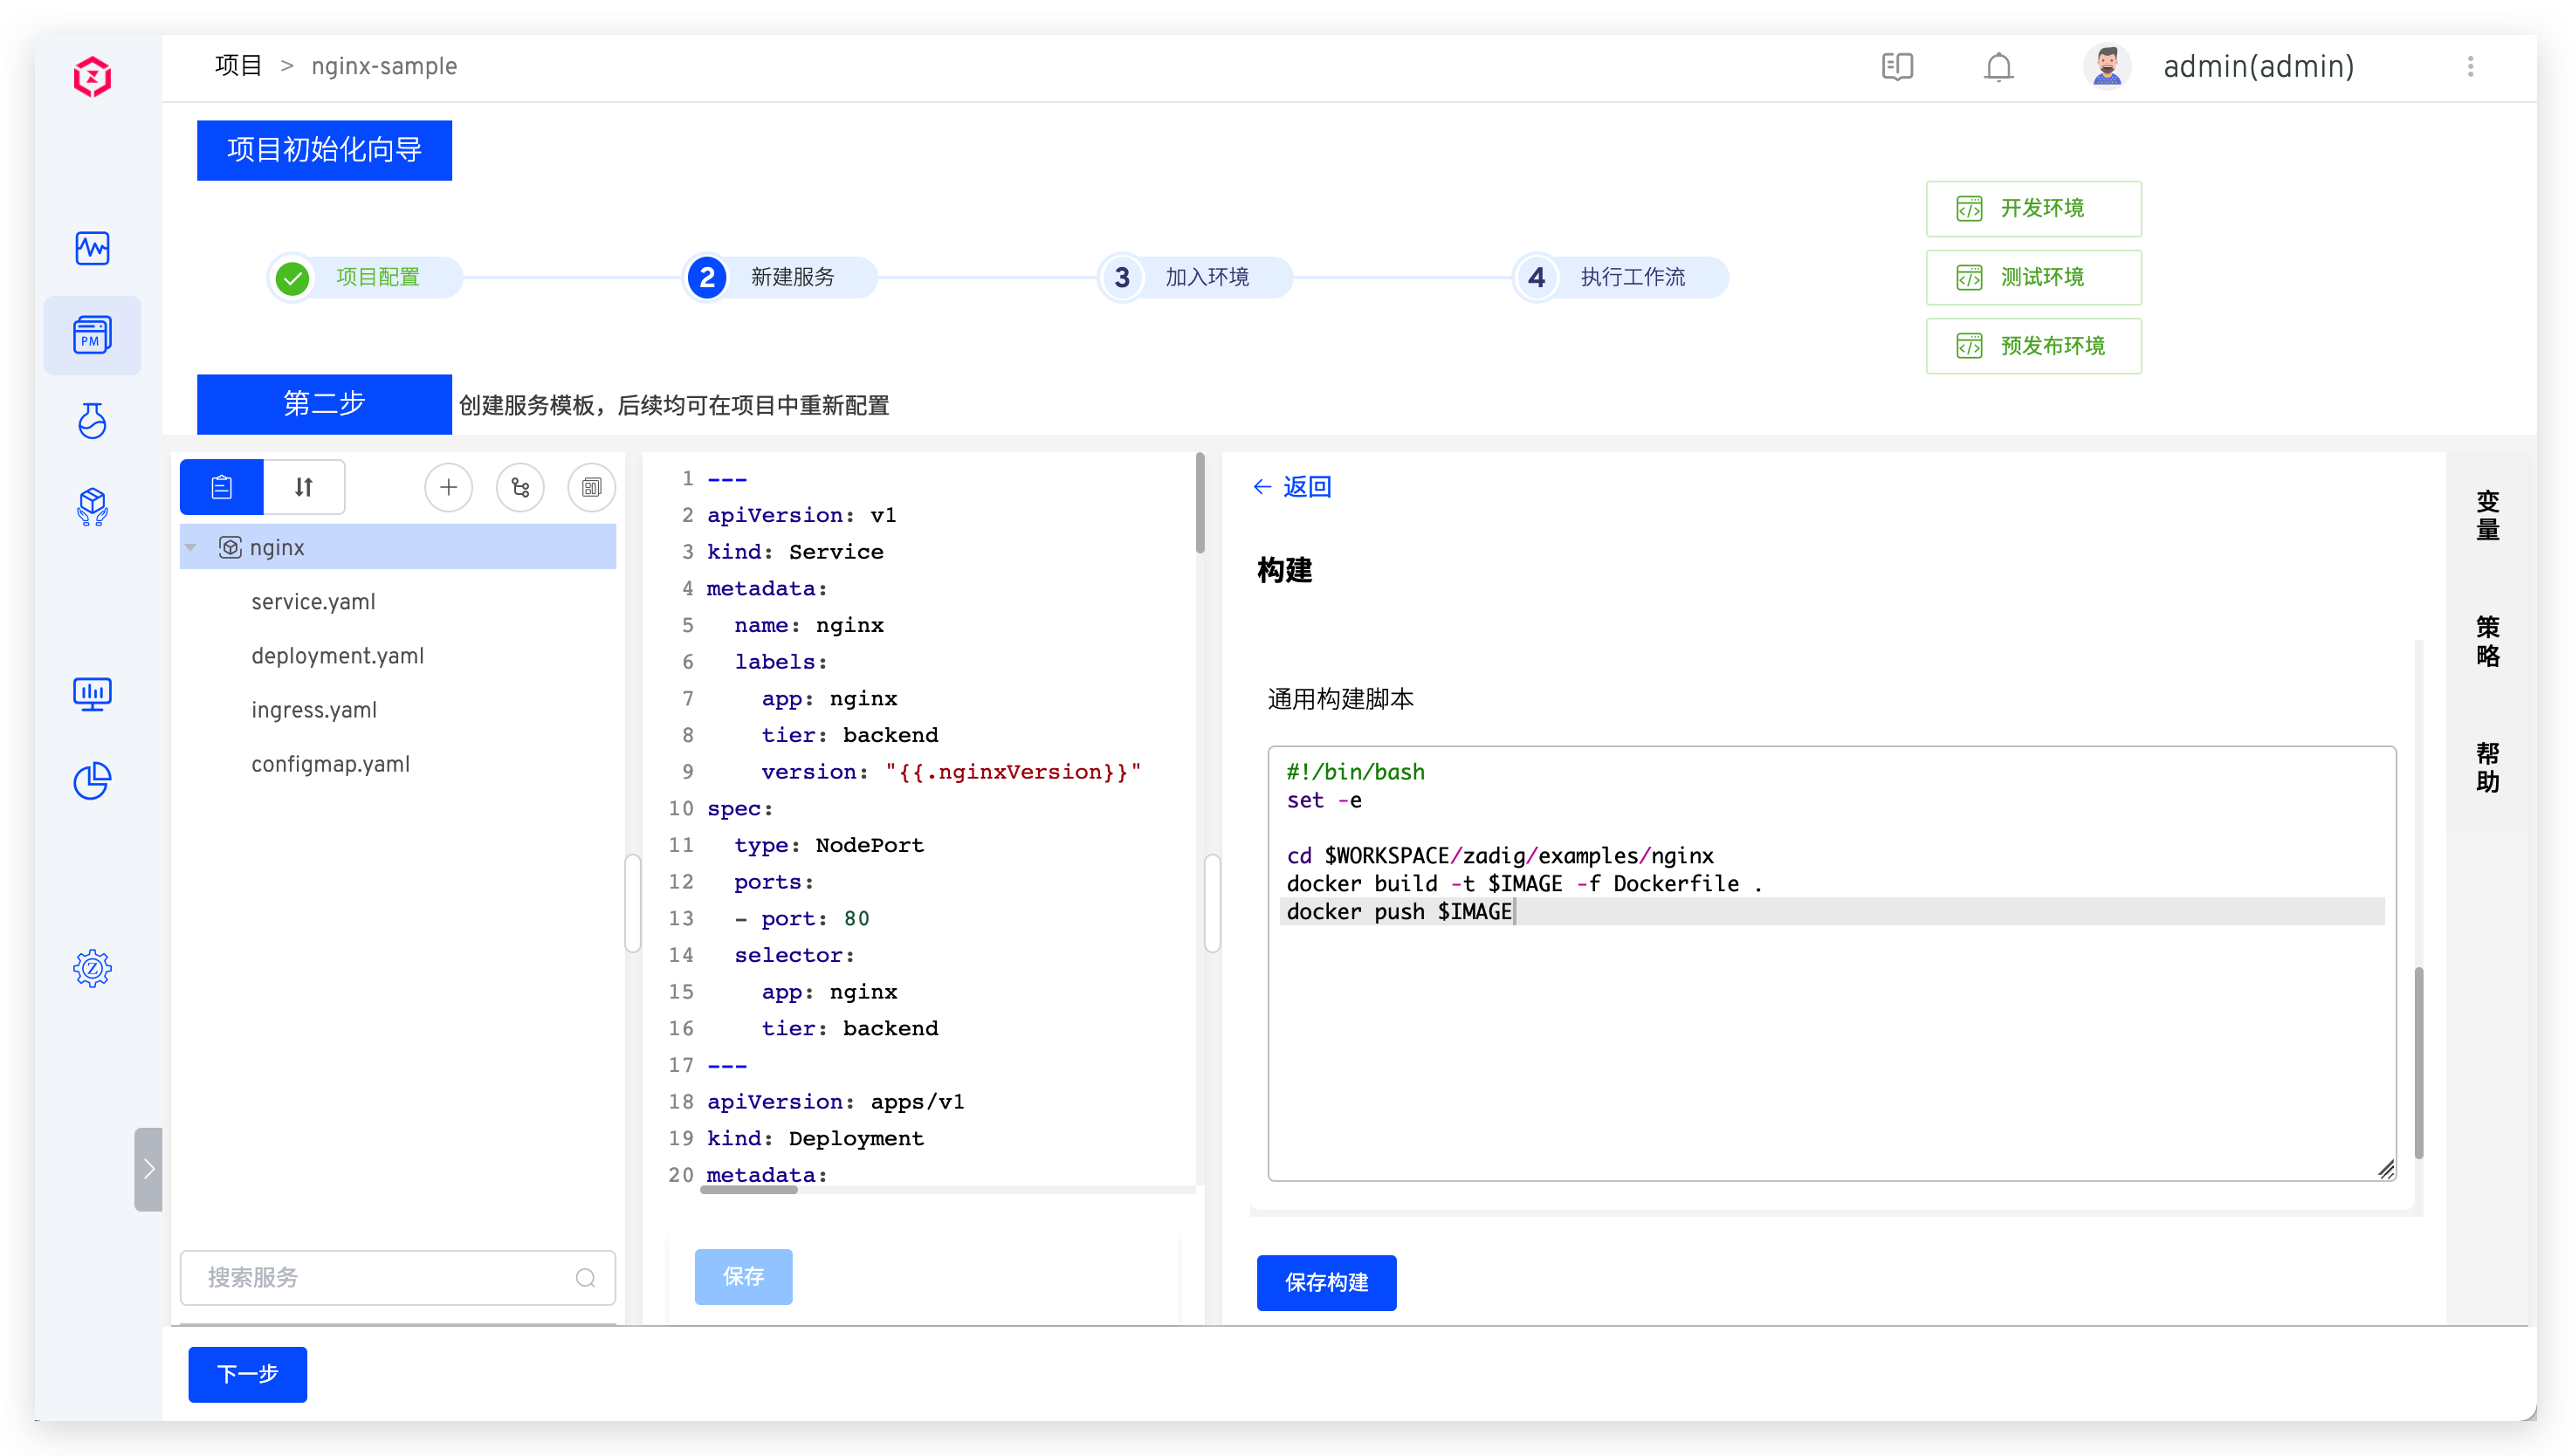 项目 > nginx-sample
admin(admin)
项目初始化向导
项目配置
2 新建服务
3 加入环境
4 执行工作流
开发环境
测试环境
预发布环境
PM
第二步 创建服务模板，后续均可在项目中重新配置
nginx
service.yaml
deployment.yaml
ingress.yaml
configmap.yaml
搜索服务
1 ---
2 apiVersion: v1
3 kind: Service
4 metadata:
5   name: nginx
6   labels:
7     app: nginx
8     tier: backend
9     version: "{{.nginxVersion}}"
10 spec:
11   type: NodePort
12   ports:
13   - port: 80
14   selector:
15     app: nginx
16     tier: backend
17 ---
18 apiVersion: apps/v1
19 kind: Deployment
20 metadata:
保存
← 返回
构建
通用构建脚本
#!/bin/bash
set -e
cd $WORKSPACE/zadig/examples/nginx
docker build -t $IMAGE -f Dockerfile .
docker push $IMAGE
保存构建
变量
策略
帮助
下一步